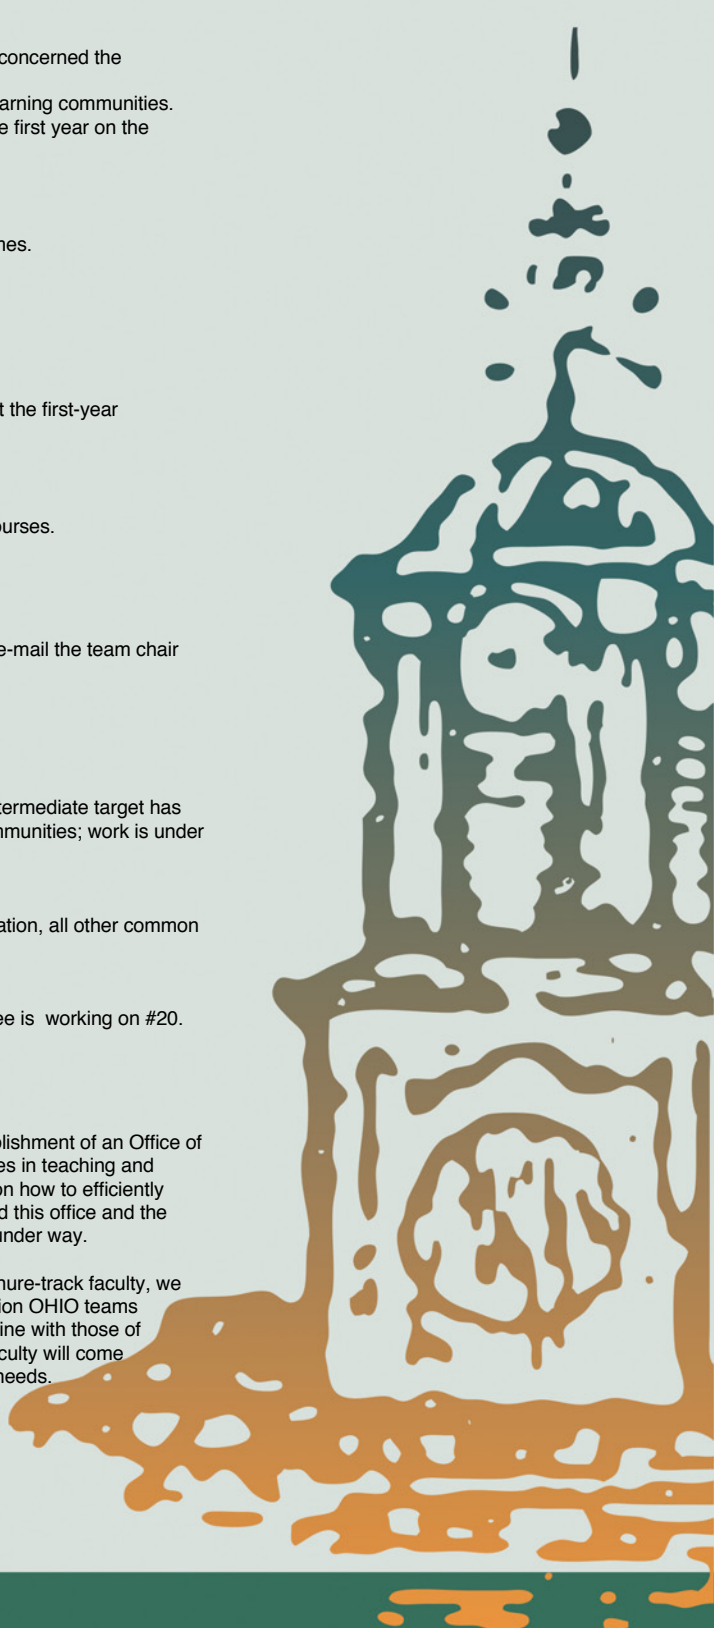 concerned the
arning communities.
e first year on the
nes.
t the first-year
ourses.
e-mail the team chair
termediate target has
mmunities; work is under
ation, all other common
ee is  working on #20.
lishment of an Office of
es in teaching and
on how to efficiently
d this office and the
under way.
nure-track faculty, we
ion OHIO teams
ine with those of
culty will come
needs.